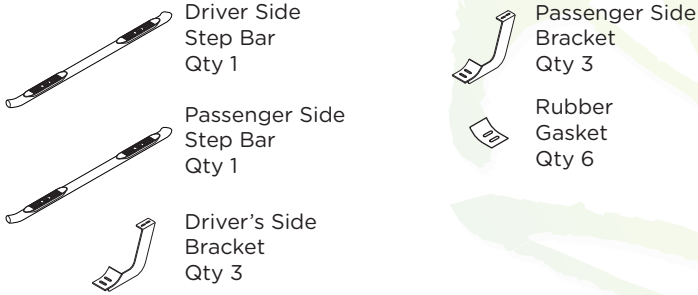 Driver Side
Step Bar
Qty 1
Passenger Side
Step Bar
Qty 1
Driver’s Side
Bracket
Qty 3
Passenger Side
Bracket
Qty 3
Rubber
Gasket
Qty 6